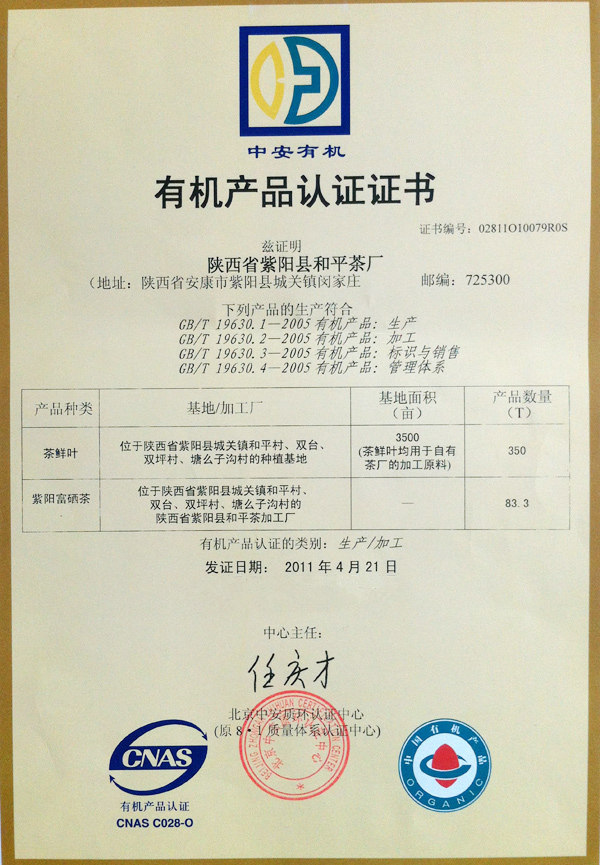 中安有机
有机产品认证证书
证书编号：02811O10079R0S
兹证明
陕西省紫阳县和平茶厂
（地址：陕西省安康市紫阳县城关镇闵家庄 邮编：725300
下列产品的生产符合
GB/T 19630.1—2005 有机产品：生产
GB/T 19630.2—2005 有机产品：加工
GB/T 19630.3—2005 有机产品：标识与销售
GB/T 19630.4—2005 有机产品：管理体系
产品种类 基地/加工厂 基地面积（亩） 产品数量（T）
茶鲜叶 位于陕西省紫阳县城关镇和平村、双台、双坪村、塘么子沟村的种植基地 3500(茶鲜叶均用于自有茶厂的加工原料) 350
紫阳富硒茶 位于陕西省紫阳县城关镇和平村、双台、双坪村、塘么子沟村的陕西省紫阳县和平茶加工厂 — 83.3
有机产品认证的类别：生产/加工
发证日期： 2011 年 4 月 21 日
中心主任：
任庆才
北京中安质环认证中心
(原 8·1 质量体系认证中心)
CNAS
有机产品认证
CNAS C028-O
中国有机产品
ORGANIC